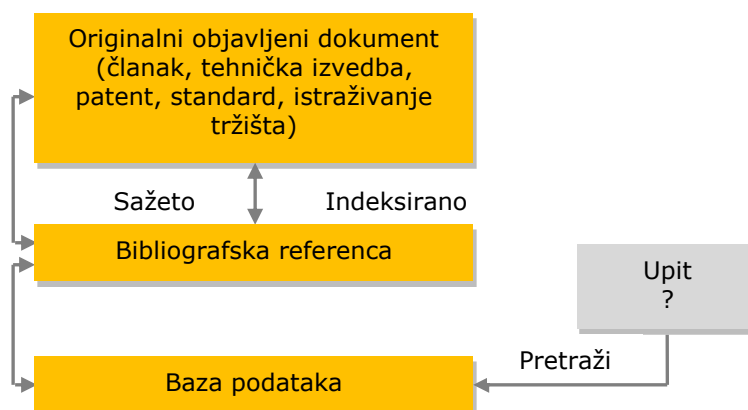 Originalni objavljeni dokument
(članak, tehnička izvedba,
patent, standard, istraživanje
tržišta)
Sažeto
Indeksirano
Bibliografska referenca
Upit
?
Pretraži
Baza podataka